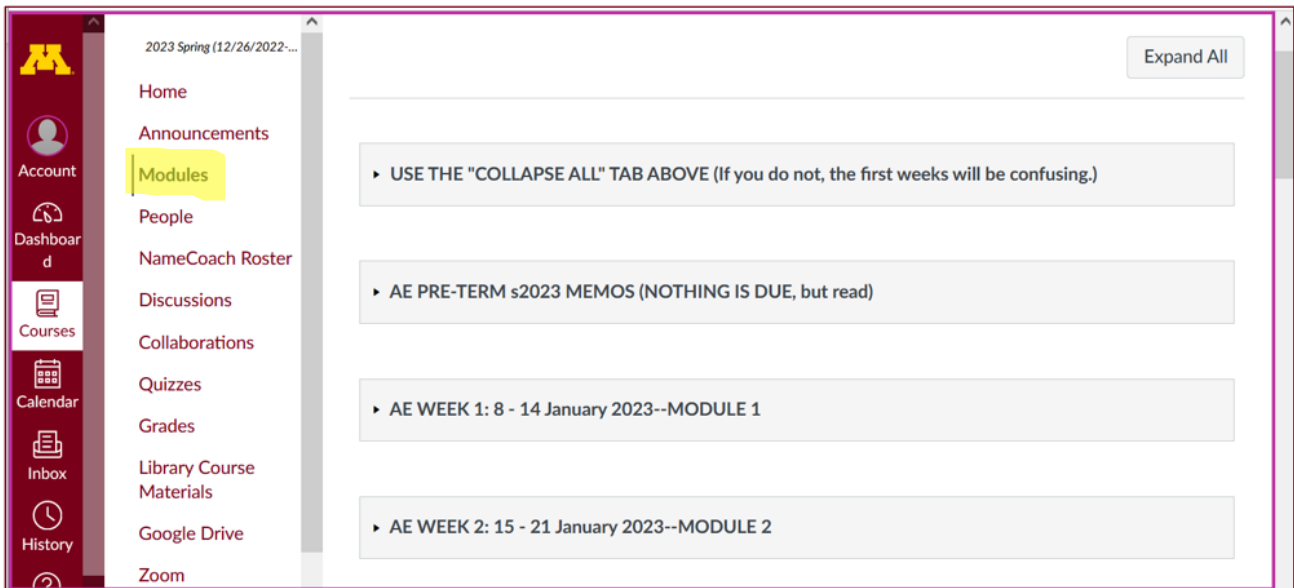 M
Account
Dashboar
d
Courses
Calendar
Inbox
History
2023 Spring (12/26/2022-...
Home
Announcements
Modules
People
NameCoach Roster
Discussions
Collaborations
Quizzes
Grades
Library Course
Materials
Google Drive
Zoom
Expand All
USE THE "COLLAPSE ALL" TAB ABOVE (If you do not, the first weeks will be confusing.)
AE PRE-TERM s2023 MEMOS (NOTHING IS DUE, but read)
AE WEEK 1: 8 - 14 January 2023--MODULE 1
AE WEEK 2: 15 - 21 January 2023--MODULE 2